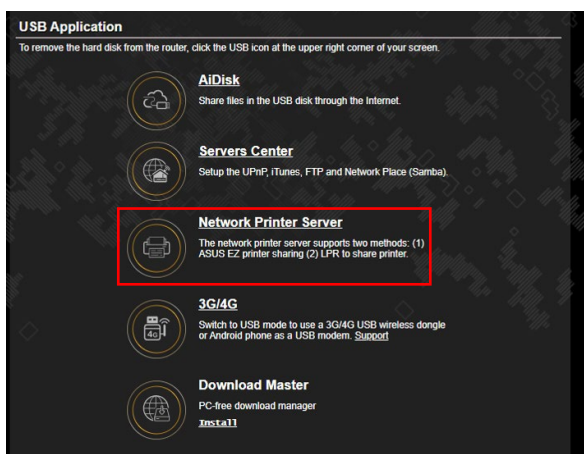 USB Application
To remove the hard disk from the router, click the USB icon at the upper right corner of your screen.
AiDisk
Share files in the USB disk through the Internet.
Servers Center
Setup the UPnP, iTunes, FTP and Network Place (Samba).
Network Printer Server
The network printer server supports two methods: (1)
ASUS EZ printer sharing (2) LPR to share printer.
3G/4G
Switch to USB mode to use a 3G/4G USB wireless dongle
or Android phone as a USB modem. Support
4G
Download Master
PC-free download manager
Install